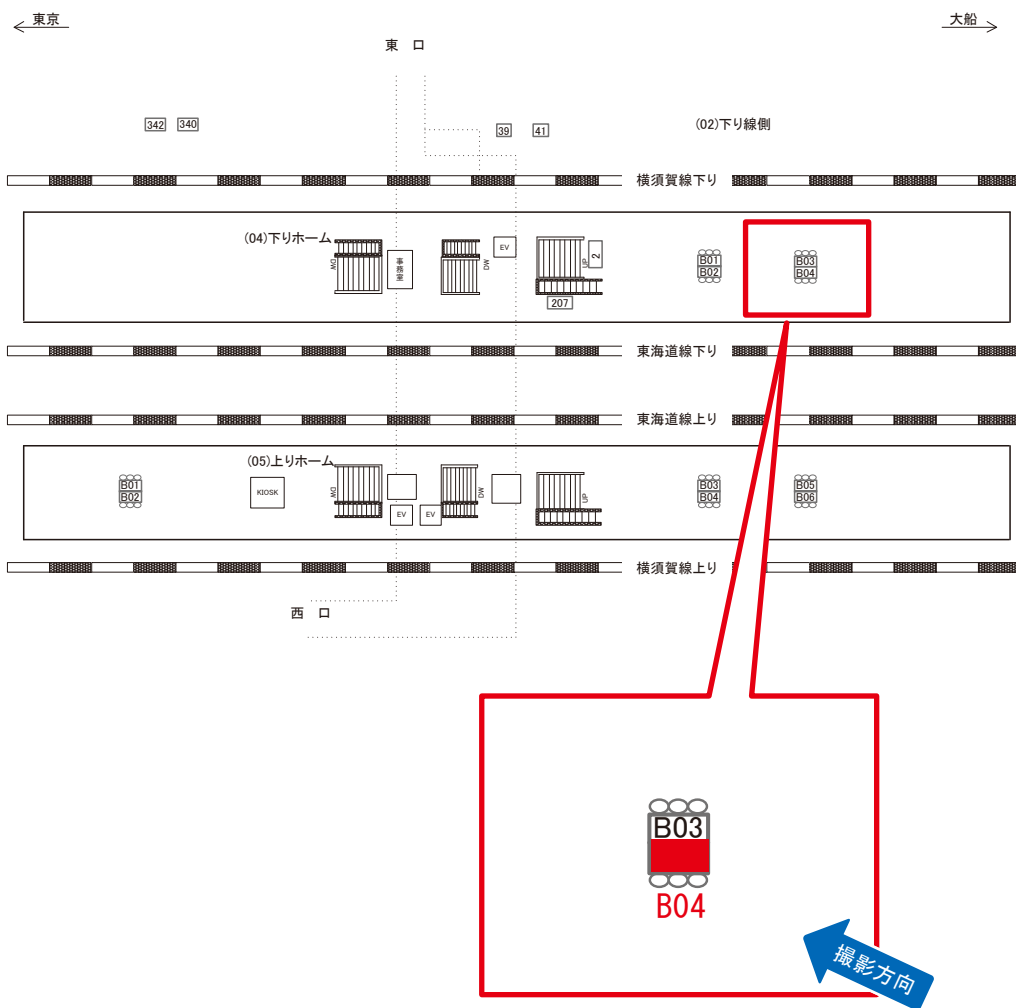 東京
大船
東 口
342 340
39 41
(02)下り線側
横須賀線下り
(04)下りホーム
DW
事務室
DW
EV
UP
2
207
B01
B02
B03
B04
東海道線下り
東海道線上り
(05)上りホーム
B01
B02
KIOSK
DW
EV
EV
DW
UP
B03
B04
B05
B06
横須賀線上り
西 口
B03
B04
撮影方向